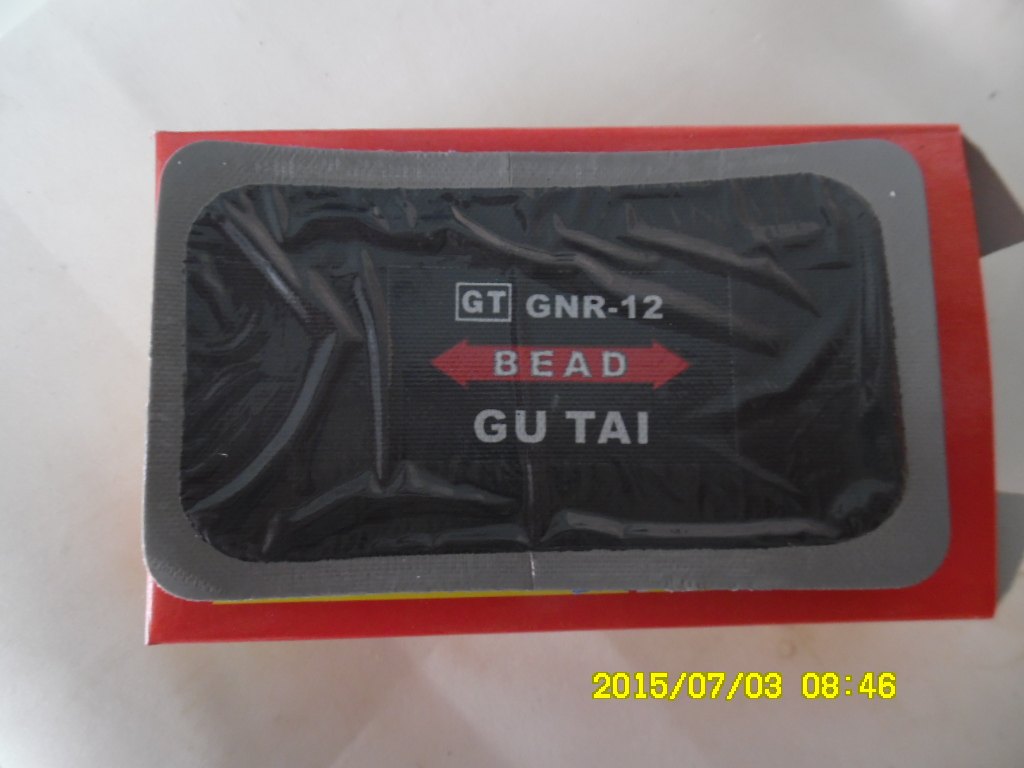 GT GNR-12
BEAD
GU TAI
2015/07/03 08:46